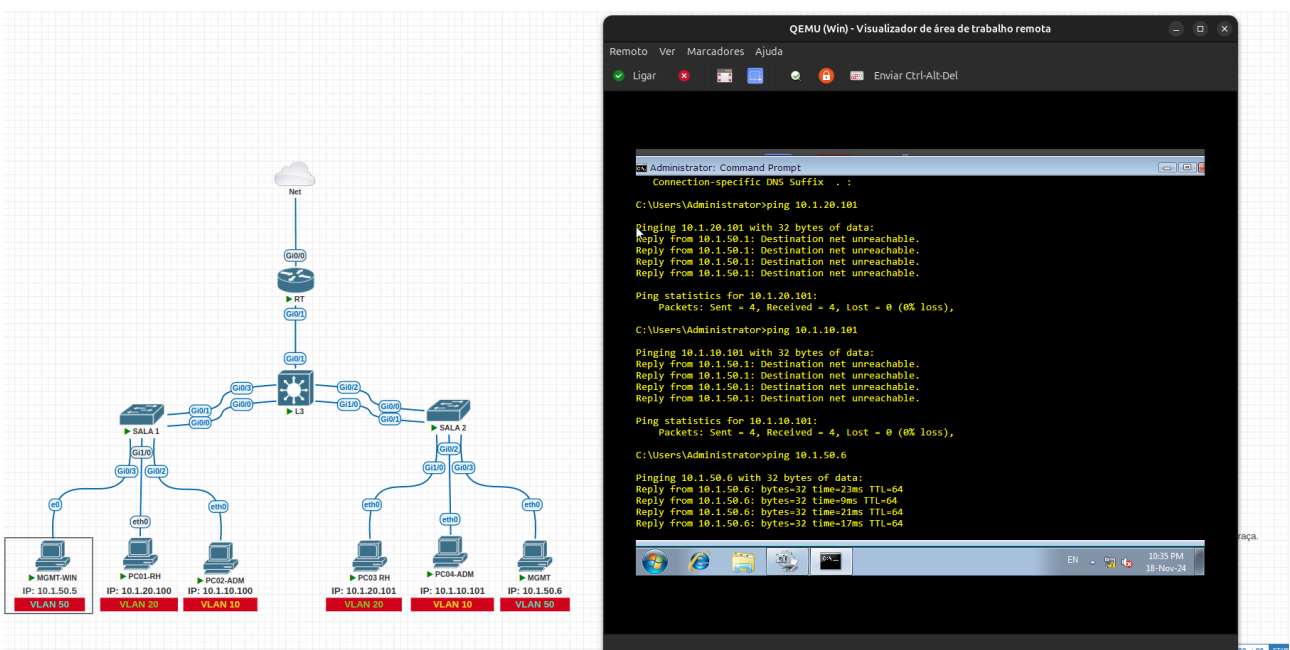 QEMU (Win) - Visualizador de área de trabalho remota
Remoto Ver Marcadores Ajuda
Ligar
Enviar Ctrl-Alt-Del
Administrator: Command Prompt
Connection-specific DNS Suffix . :
C:\Users\Administrator>ping 10.1.20.101
Pinging 10.1.20.101 with 32 bytes of data:
Reply from 10.1.50.1: Destination net unreachable.
Reply from 10.1.50.1: Destination net unreachable.
Reply from 10.1.50.1: Destination net unreachable.
Reply from 10.1.50.1: Destination net unreachable.
Ping statistics for 10.1.20.101:
Packets: Sent = 4, Received = 4, Lost = 0 (0% loss),
C:\Users\Administrator>ping 10.1.10.101
Pinging 10.1.10.101 with 32 bytes of data:
Reply from 10.1.50.1: Destination net unreachable.
Reply from 10.1.50.1: Destination net unreachable.
Reply from 10.1.50.1: Destination net unreachable.
Reply from 10.1.50.1: Destination net unreachable.
Ping statistics for 10.1.10.101:
Packets: Sent = 4, Received = 4, Lost = 0 (0% loss),
C:\Users\Administrator>ping 10.1.50.6
Pinging 10.1.50.6 with 32 bytes of data:
Reply from 10.1.50.6: bytes=32 time=23ms TTL=64
Reply from 10.1.50.6: bytes=32 time=9ms TTL=64
Reply from 10.1.50.6: bytes=32 time=21ms TTL=64
Reply from 10.1.50.6: bytes=32 time=17ms TTL=64
EN
10:35 PM
18-Nov-24
Net
Gi0/0
RT
Gi0/1
Gi0/1
L3
Gi0/3
Gi0/0
Gi0/1
Gi0/0
Gi0/2
Gi1/0
Gi0/0
Gi0/1
SALA 1
SALA 2
Gi1/0
Gi0/3
Gi0/2
Gi0/2
Gi1/0
Gi0/3
e0
eth0
eth0
eth0
eth0
eth0
MGMT-WIN
IP: 10.1.50.5
VLAN 50
PC01-RH
IP: 10.1.20.100
VLAN 20
PC02-ADM
IP: 10.1.10.100
VLAN 10
PC03 RH
IP: 10.1.20.101
VLAN 20
PC04-ADM
IP: 10.1.10.101
VLAN 10
MGMT
IP: 10.1.50.6
VLAN 50
raça.